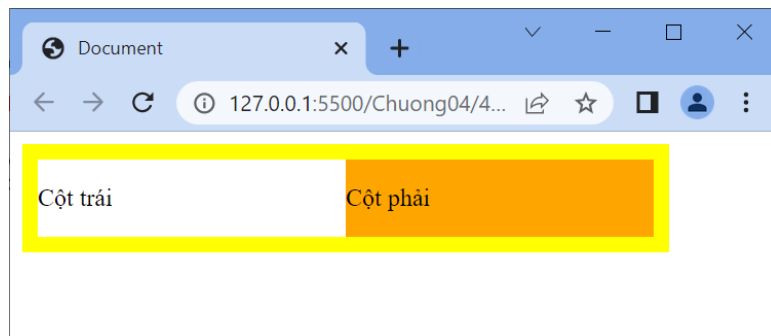 Document
127.0.0.1:5500/Chuong04/4...
Cột trái
Cột phải